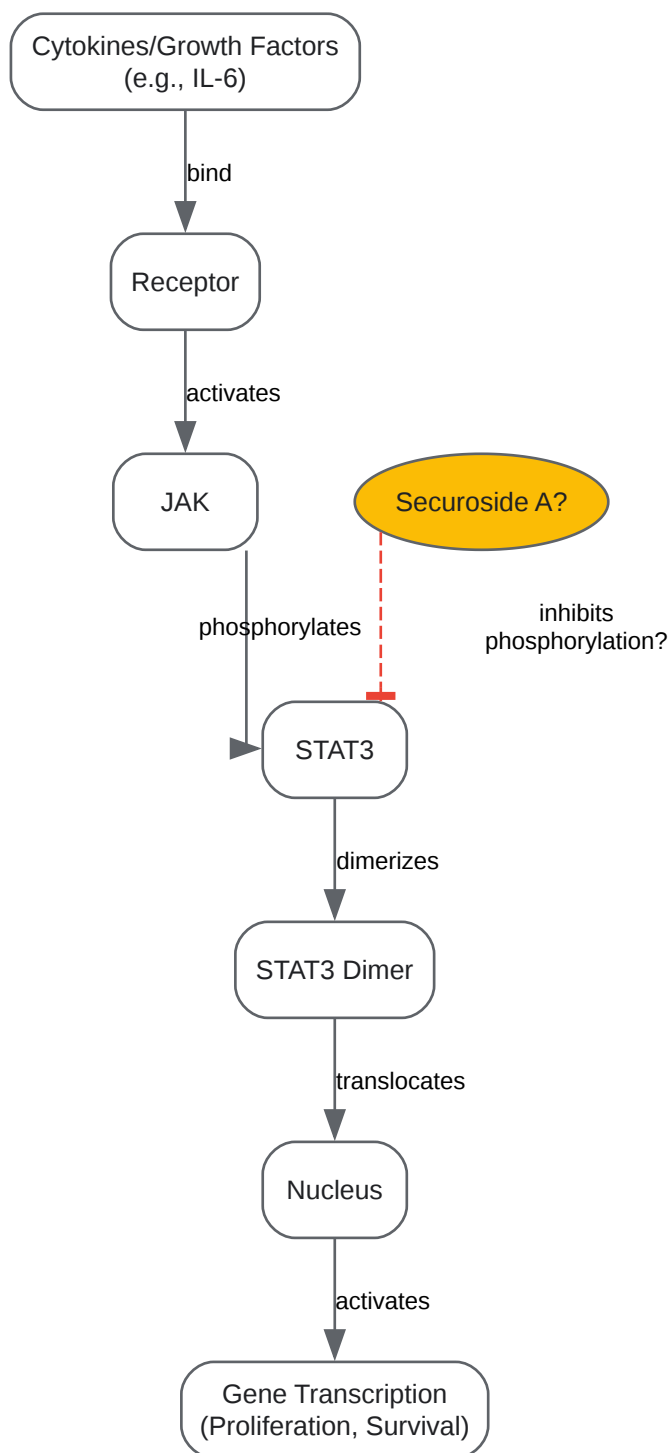 Cytokines/Growth Factors
(e.g., IL-6)
bind
Receptor
activates
JAK
Securoside A?
phosphorylates
inhibits
phosphorylation?
STAT3
dimerizes
STAT3 Dimer
translocates
Nucleus
activates
Gene Transcription
(Proliferation, Survival)